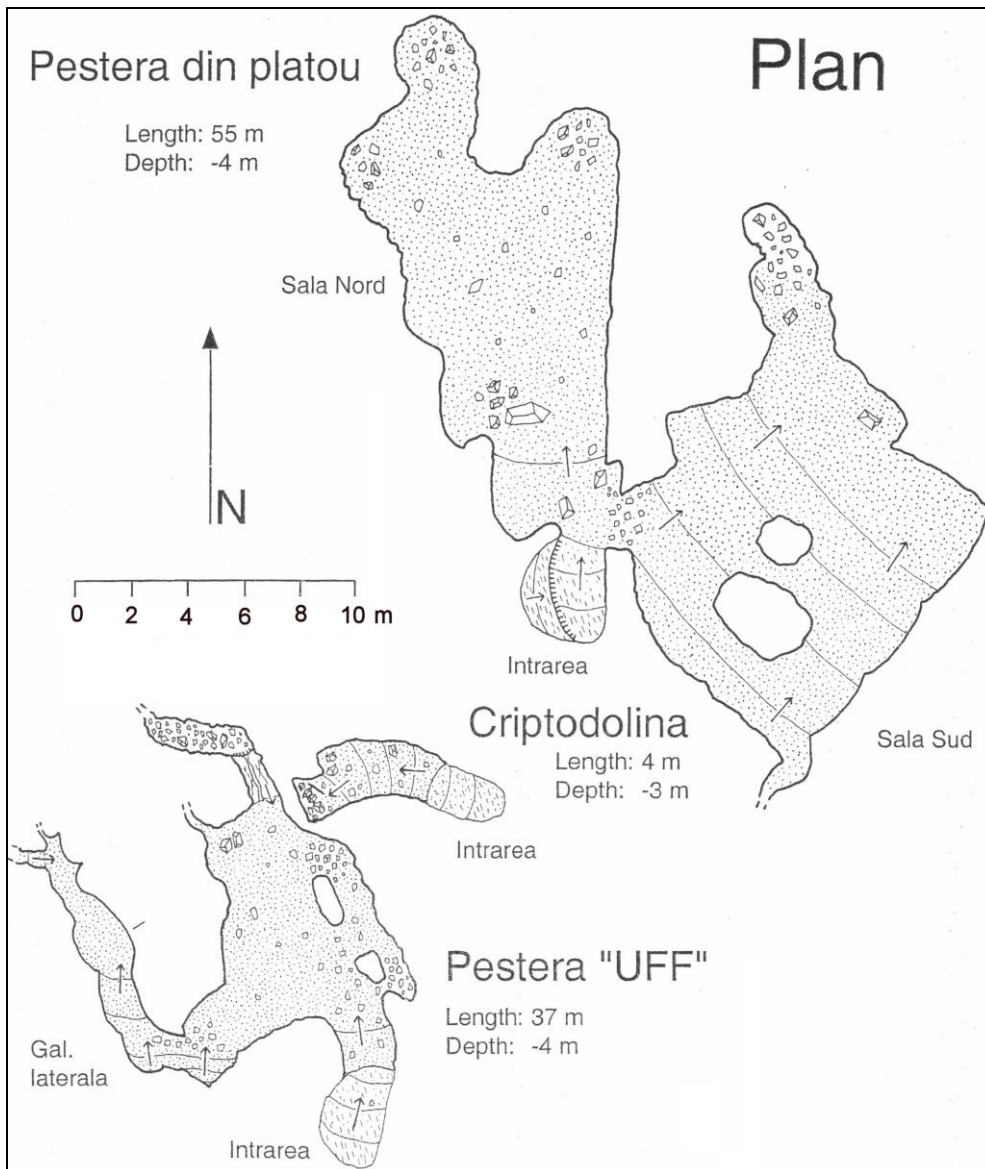 Pestera din platou
Length: 55 m
Depth: -4 m
Plan
Sala Nord
N
0 2 4 6 8 10 m
Intrarea
Sala Sud
Criptodolina
Length: 4 m
Depth: -3 m
Intrarea
Pestera "UFF"
Length: 37 m
Depth: -4 m
Gal.
laterala
Intrarea